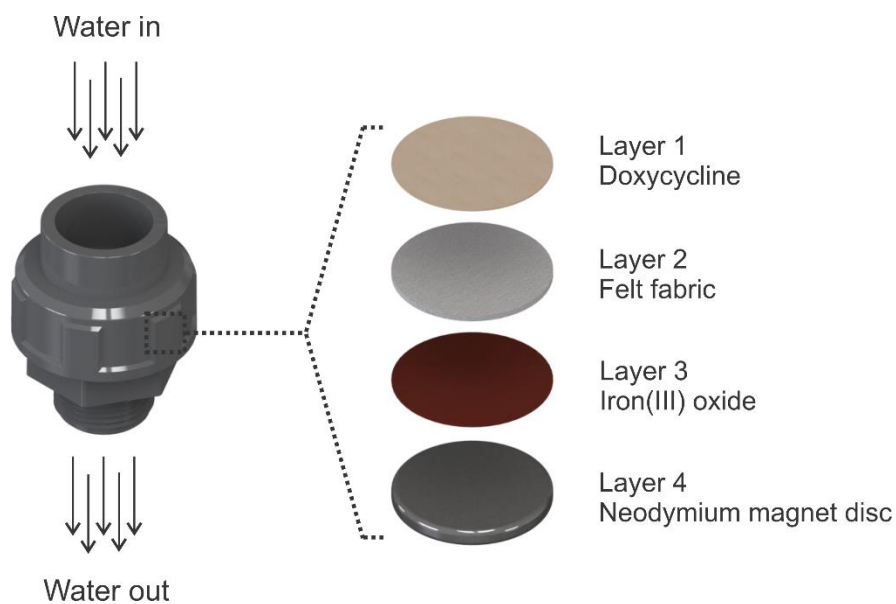 Water in
Layer 1
Doxycycline
Layer 2
Felt fabric
Layer 3
Iron(III) oxide
Layer 4
Neodymium magnet disc
Water out